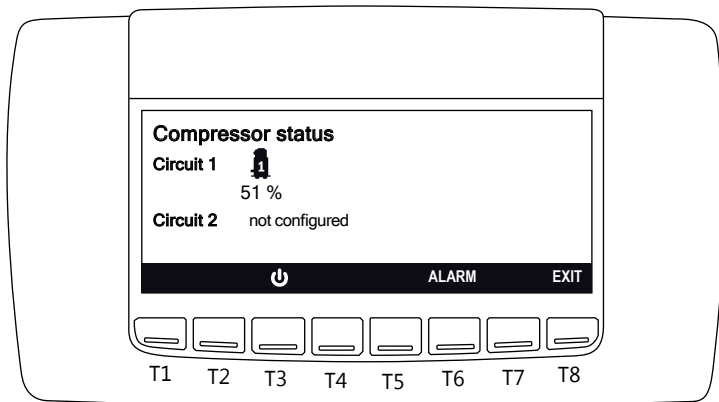 Compressor status
Circuit 1 1
51 %
Circuit 2 not configured
ALARM EXIT
T1 T2 T3 T4 T5 T6 T7 T8